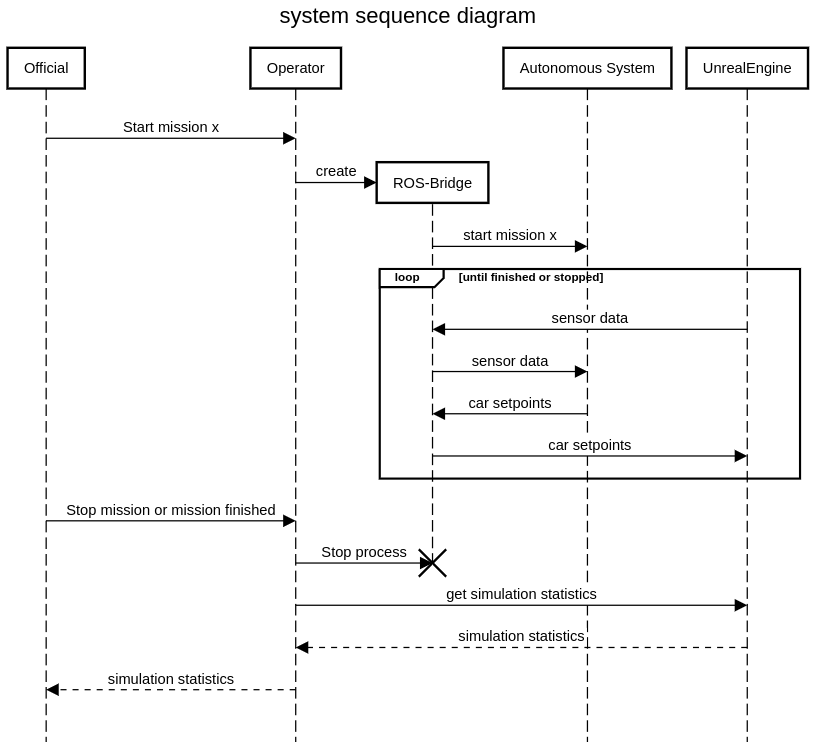 system sequence diagram
Official
Operator
Autonomous System
UnrealEngine
Start mission x
create
ROS-Bridge
start mission x
loop
[until finished or stopped]
sensor data
sensor data
car setpoints
car setpoints
Stop mission or mission finished
Stop process
get simulation statistics
simulation statistics
simulation statistics